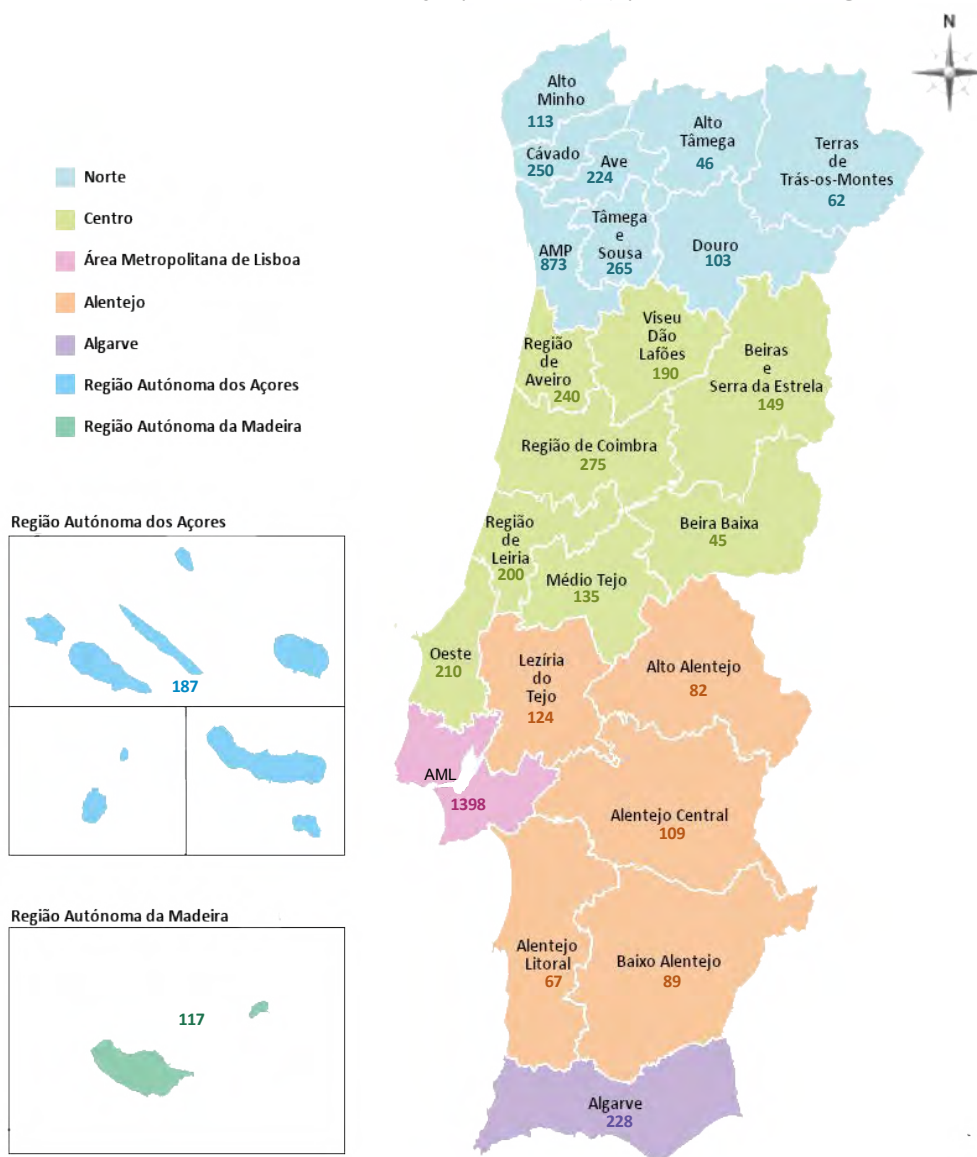 N
Alto
Minho
113
Cávado
250
Ave
224
Alto
Tâmega
46
Terras
de
Trás-os-Montes
62
AMP
873
Tâmega
e
Sousa
265
Douro
103
Norte
Centro
Área Metropolitana de Lisboa
Alentejo
Algarve
Região Autónoma dos Açores
Região Autónoma da Madeira
Região
de
Aveiro
240
Viseu
Dão
Lafões
190
Beiras
e
Serra da Estrela
149
Região de Coimbra
275
Região
de
Leiria
200
Médio Tejo
135
Beira Baixa
45
Oeste
210
Lezíria
do
Tejo
124
Alto Alentejo
82
AML
1398
Alentejo Central
109
Alentejo
Litoral
67
Baixo Alentejo
89
Algarve
228
Região Autónoma dos Açores
187
Região Autónoma da Madeira
117